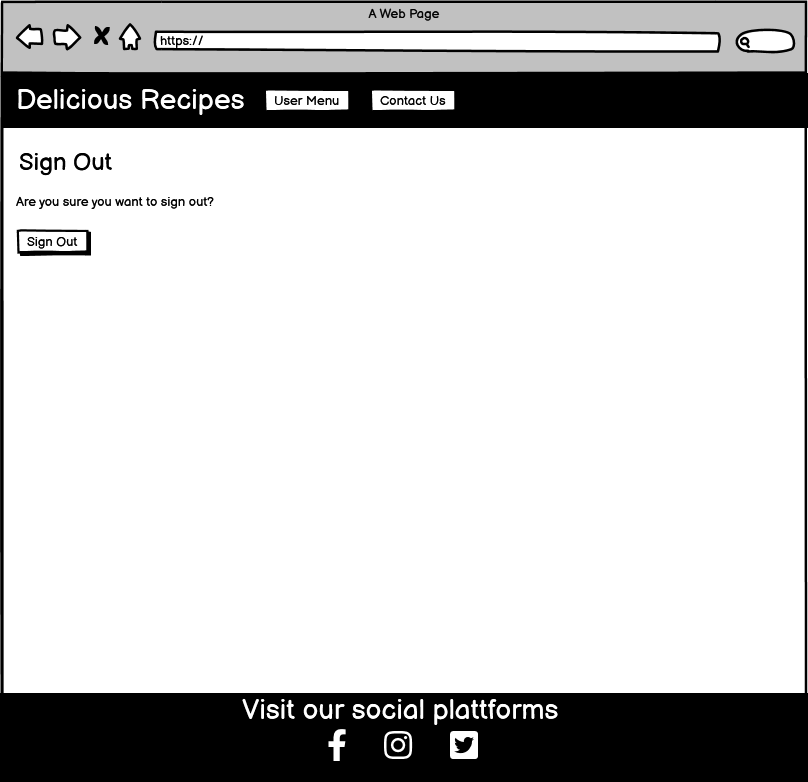 A Web Page
https://
Delicious Recipes
User Menu
Contact Us
Sign Out
Are you sure you want to sign out?
Sign Out
Visit our social plattforms